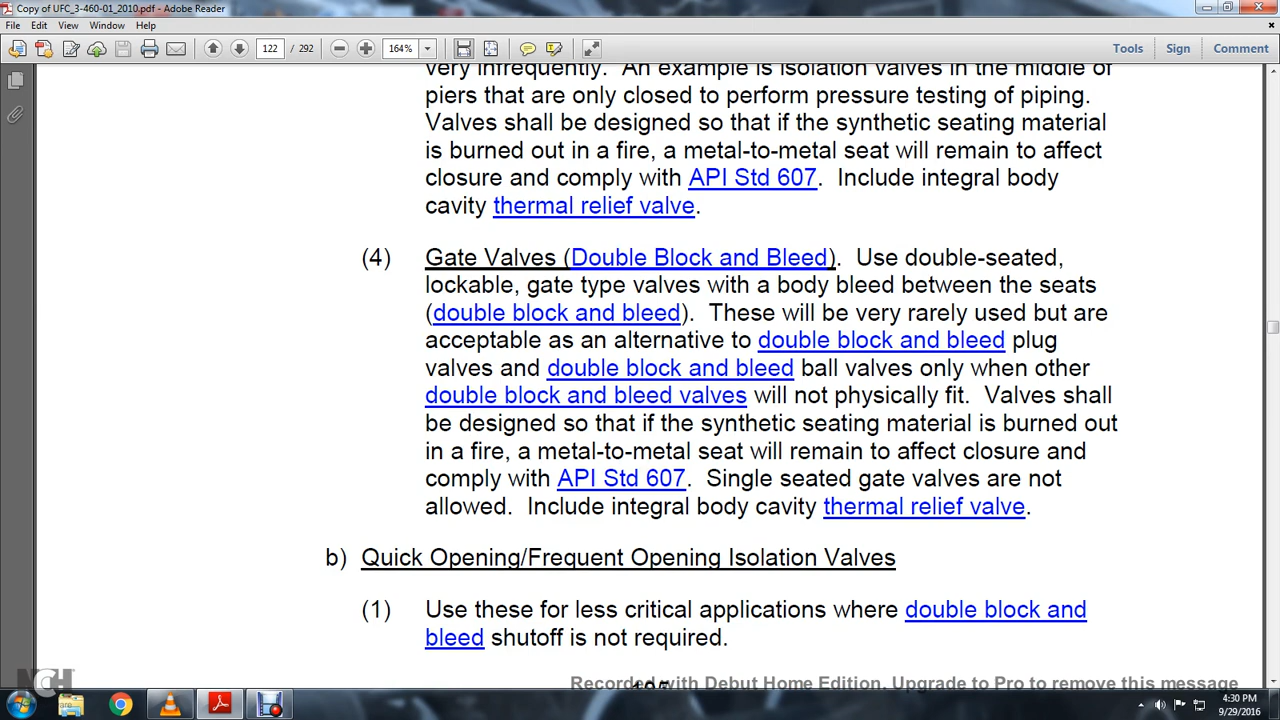 Copy of UFC_3-460-01_2010.pdf - Adobe Reader
File Edit View Window Help
122 / 292 164% Tools Sign Comment
very infrequently. An example is isolation valves in the middle of
piers that are only closed to perform pressure testing of piping.
Valves shall be designed so that if the synthetic seating material
is burned out in a fire, a metal-to-metal seat will remain to affect
closure and comply with API Std 607. Include integral body
cavity thermal relief valve.
(4) Gate Valves (Double Block and Bleed). Use double-seated,
lockable, gate type valves with a body bleed between the seats
(double block and bleed). These will be very rarely used but are
acceptable as an alternative to double block and bleed plug
valves and double block and bleed ball valves only when other
double block and bleed valves will not physically fit. Valves shall
be designed so that if the synthetic seating material is burned out
in a fire, a metal-to-metal seat will remain to affect closure and
comply with API Std 607. Single seated gate valves are not
allowed. Include integral body cavity thermal relief valve.
b) Quick Opening/Frequent Opening Isolation Valves
(1) Use these for less critical applications where double block and
bleed shutoff is not required.
NCH
Recorded with Debut Home Edition. Upgrade to Pro to remove this message
4:30 PM
9/29/2016